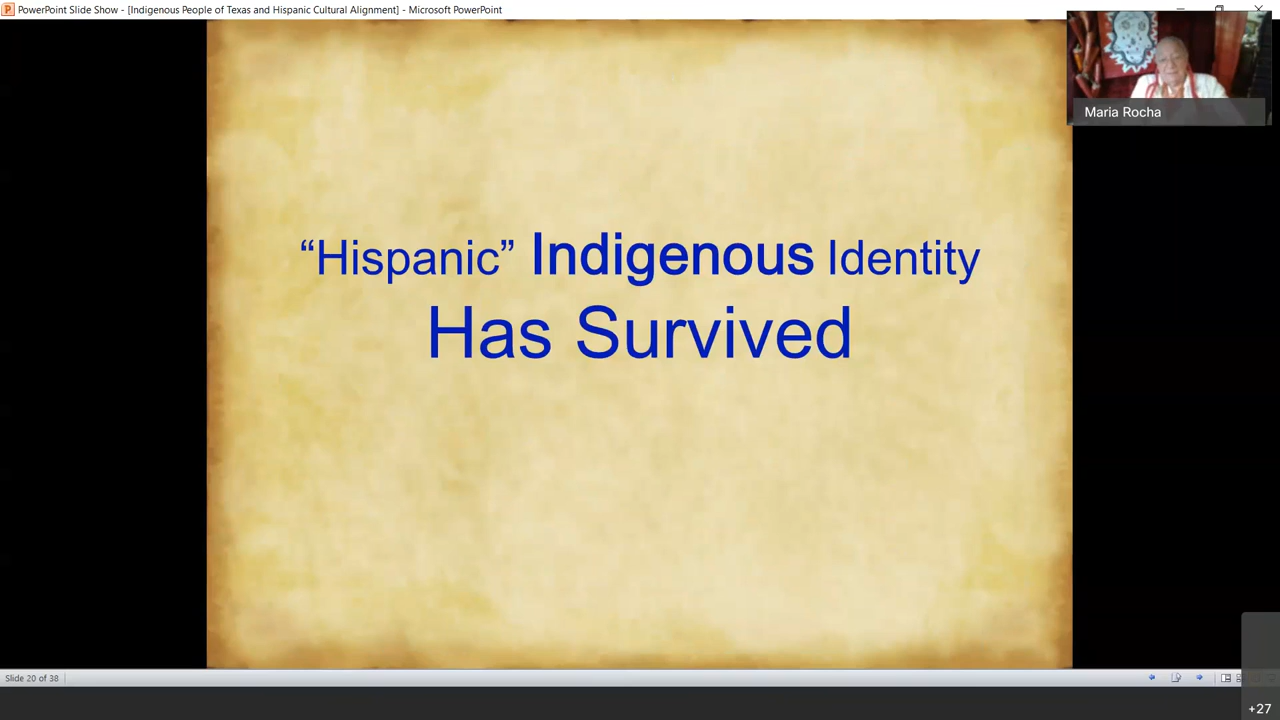 PowerPoint Slide Show - [Indigenous People of Texas and Hispanic Cultural Alignment] - Microsoft PowerPoint
Maria Rocha
“Hispanic” Indigenous Identity
Has Survived
Slide 20 of 38
+27